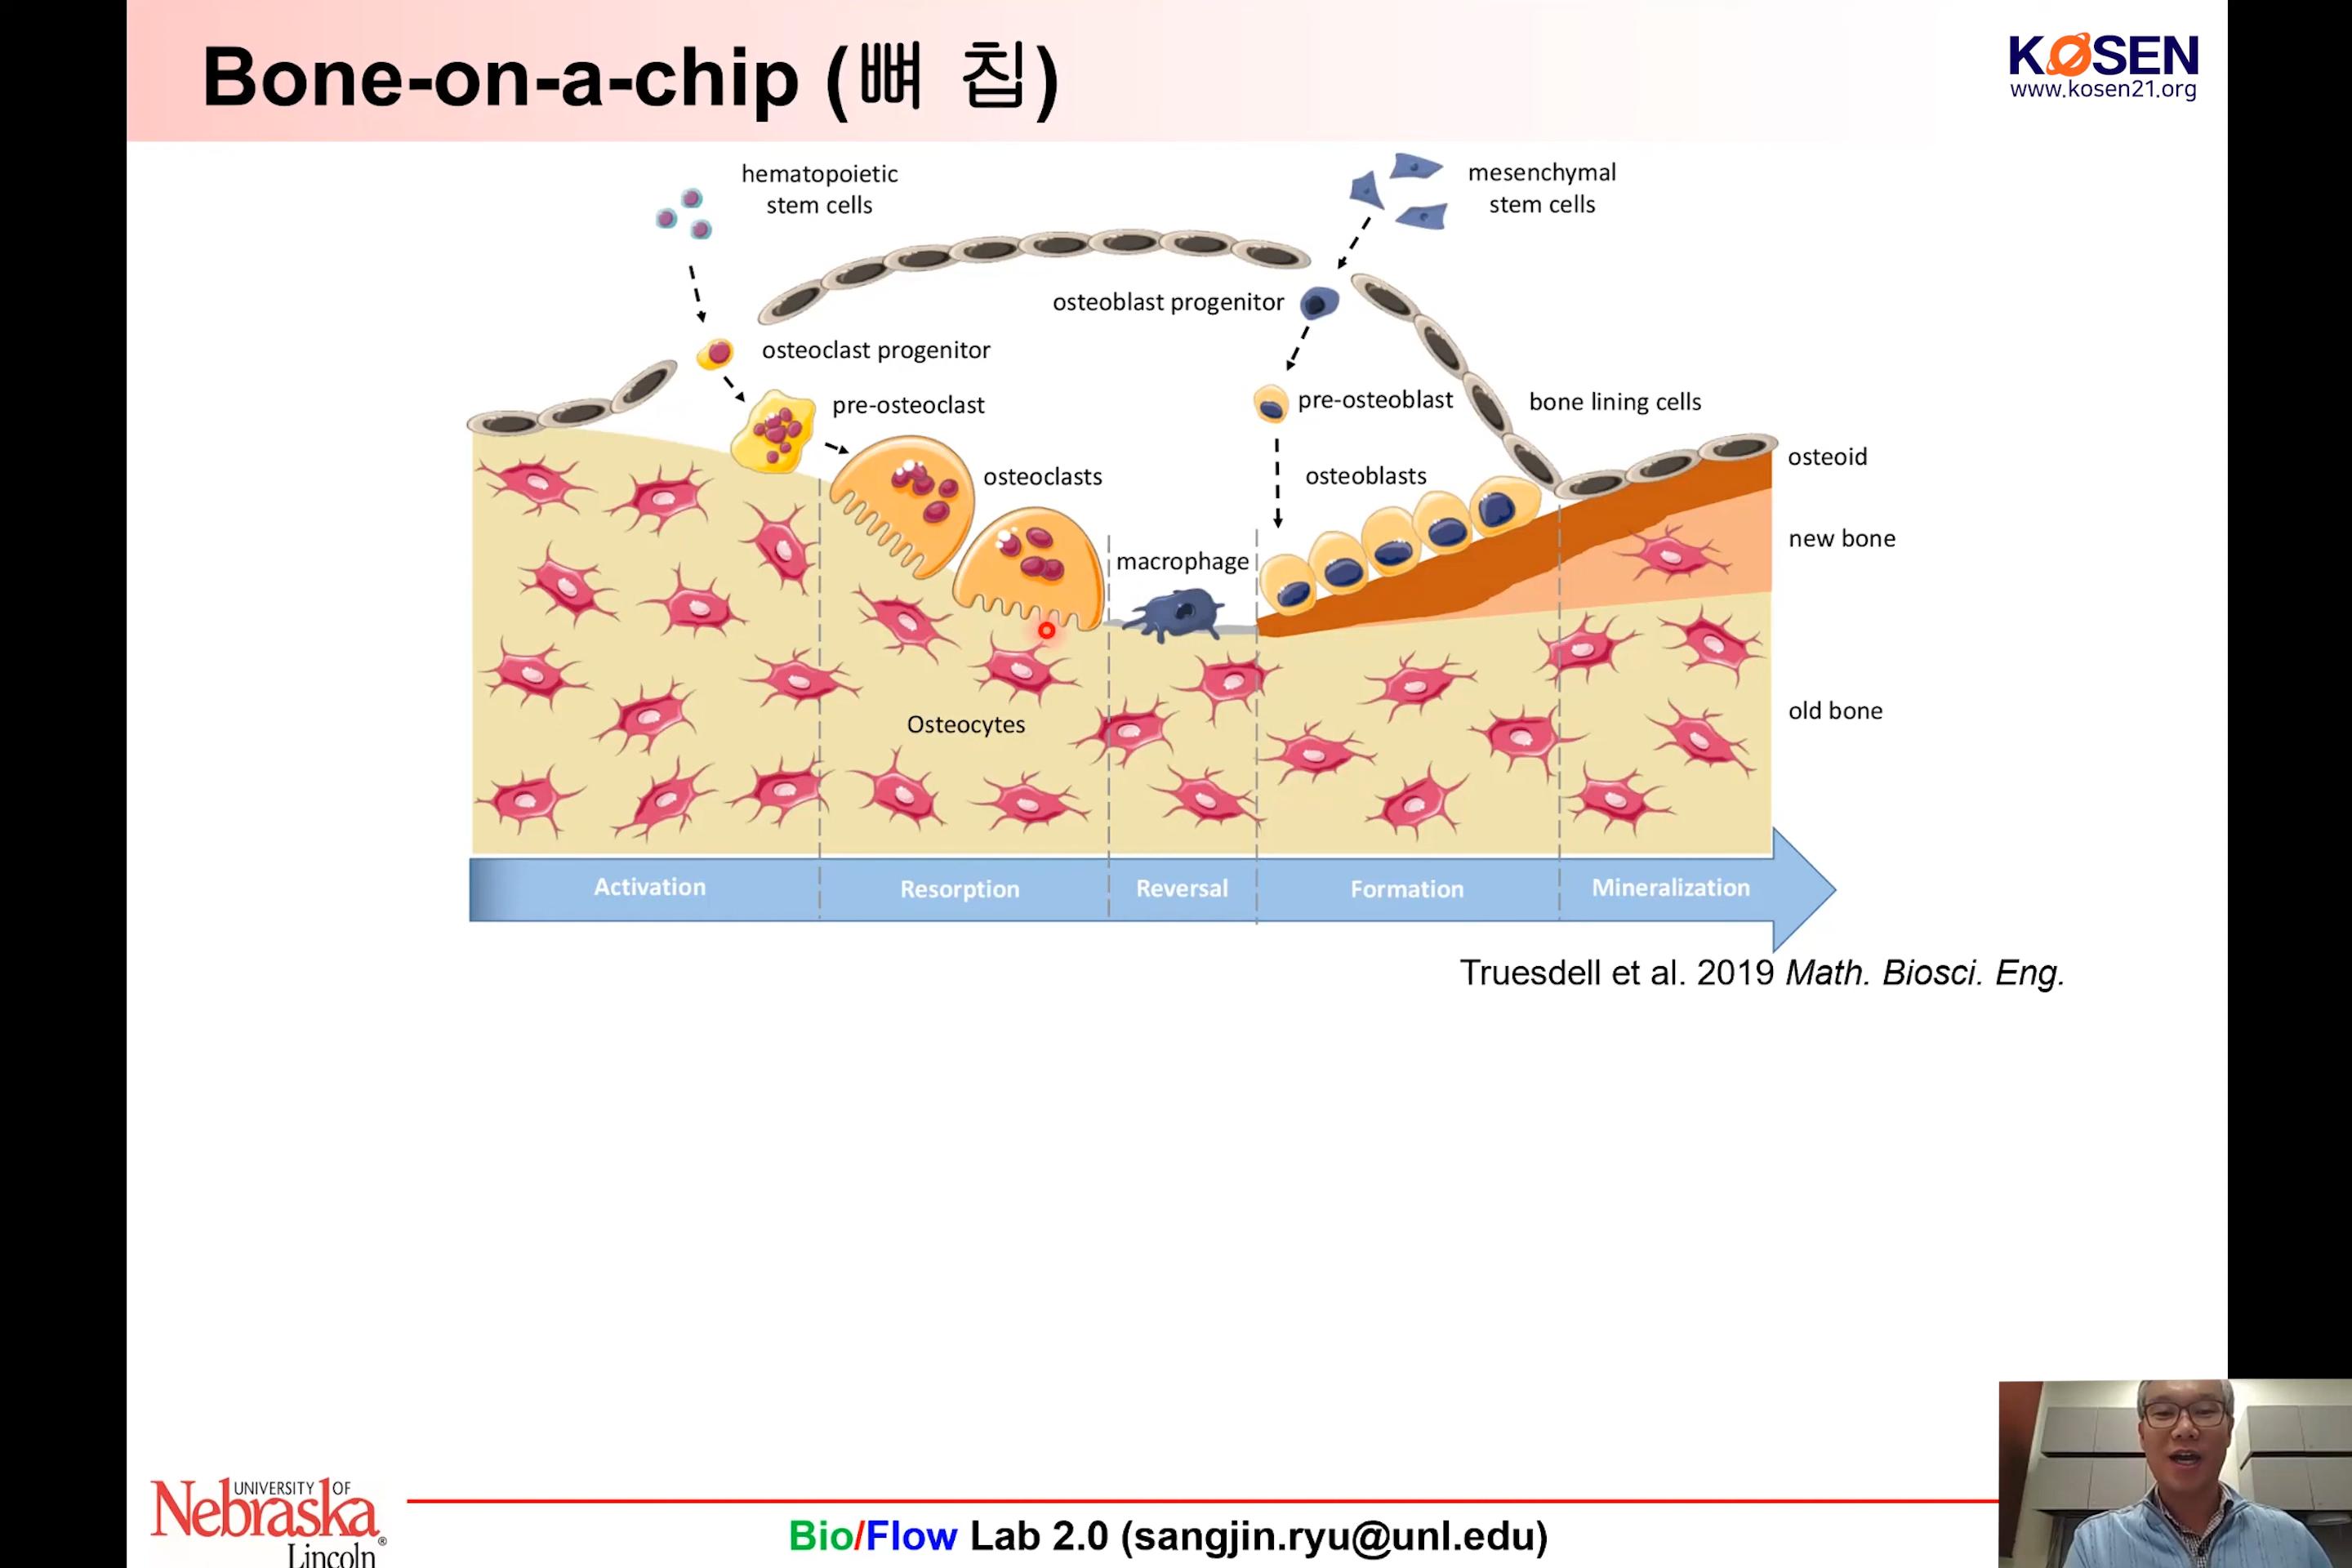 Bone-on-a-chip (뼈 칩)
KOSEN
www.kosen21.org
hematopoietic
stem cells
mesenchymal
stem cells
osteoblast progenitor
osteoclast progenitor
pre-osteoclast
pre-osteoblast
bone lining cells
osteoclasts
osteoblasts
osteoid
macrophage
new bone
Osteocytes
old bone
Activation
Resorption
Reversal
Formation
Mineralization
Truesdell et al. 2019 Math. Biosci. Eng.
UNIVERSITY OF
Nebraska
Lincoln®
Bio/Flow Lab 2.0 (sangjin.ryu@unl.edu)